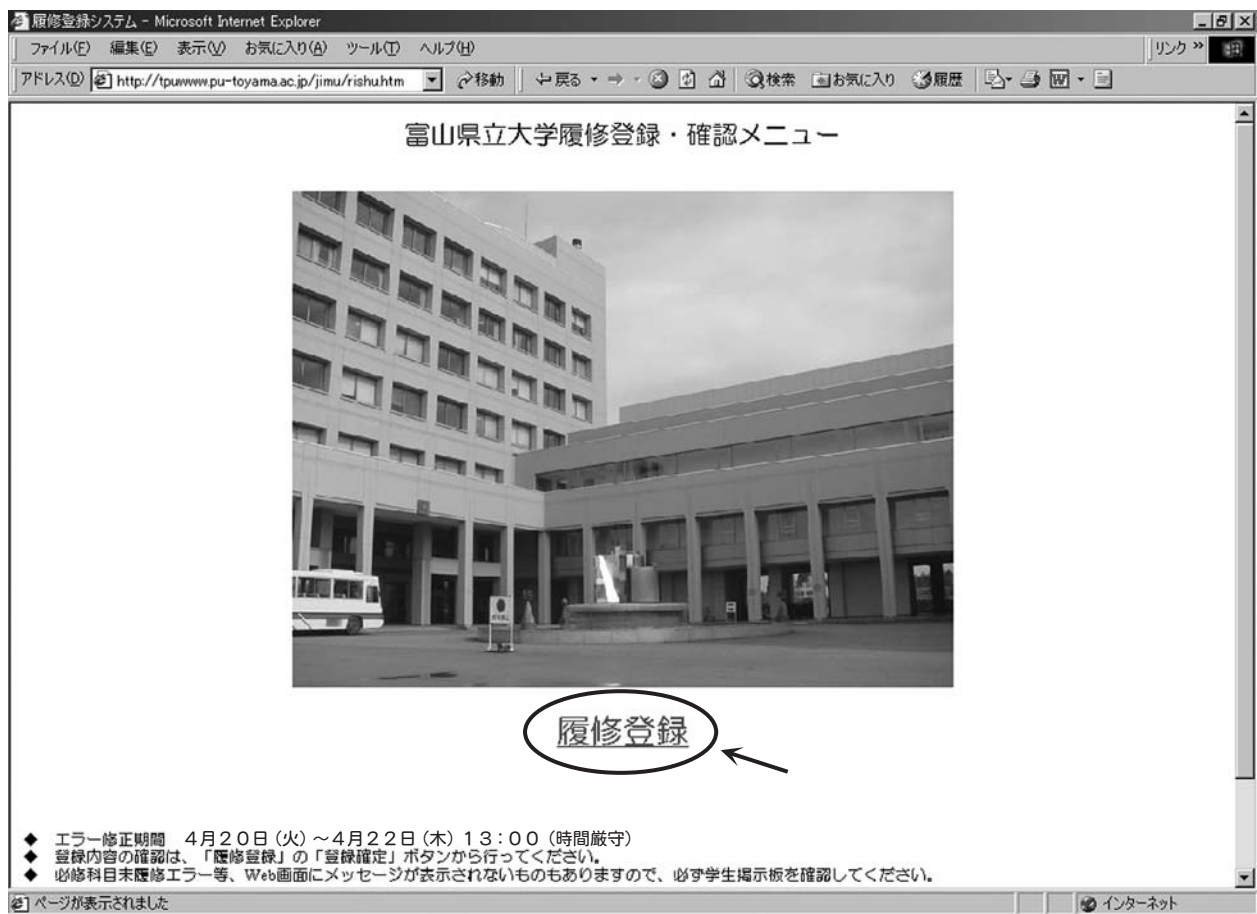 履修登録システム - Microsoft Internet Explorer
ファイル(F) 編集(E) 表示(V) お気に入り(A) ツール(T) ヘルプ(H) リンク »
アドレス(D) http://tpuwww.pu-toyama.ac.jp/jimu/rishu.htm 移動 戻る 検索 お気に入り 履歴
富山県立大学履修登録・確認メニュー
履修登録
◆ エラー修正期間 4月20日(火)～4月22日(木)13:00(時間厳守)
◆ 登録内容の確認は、「履修登録」の「登録確定」ボタンから行ってください。
◆ 必修科目未履修エラー等、Web画面にメッセージが表示されないものもありますので、必ず学生掲示板を確認してください。
ページが表示されました インターネット